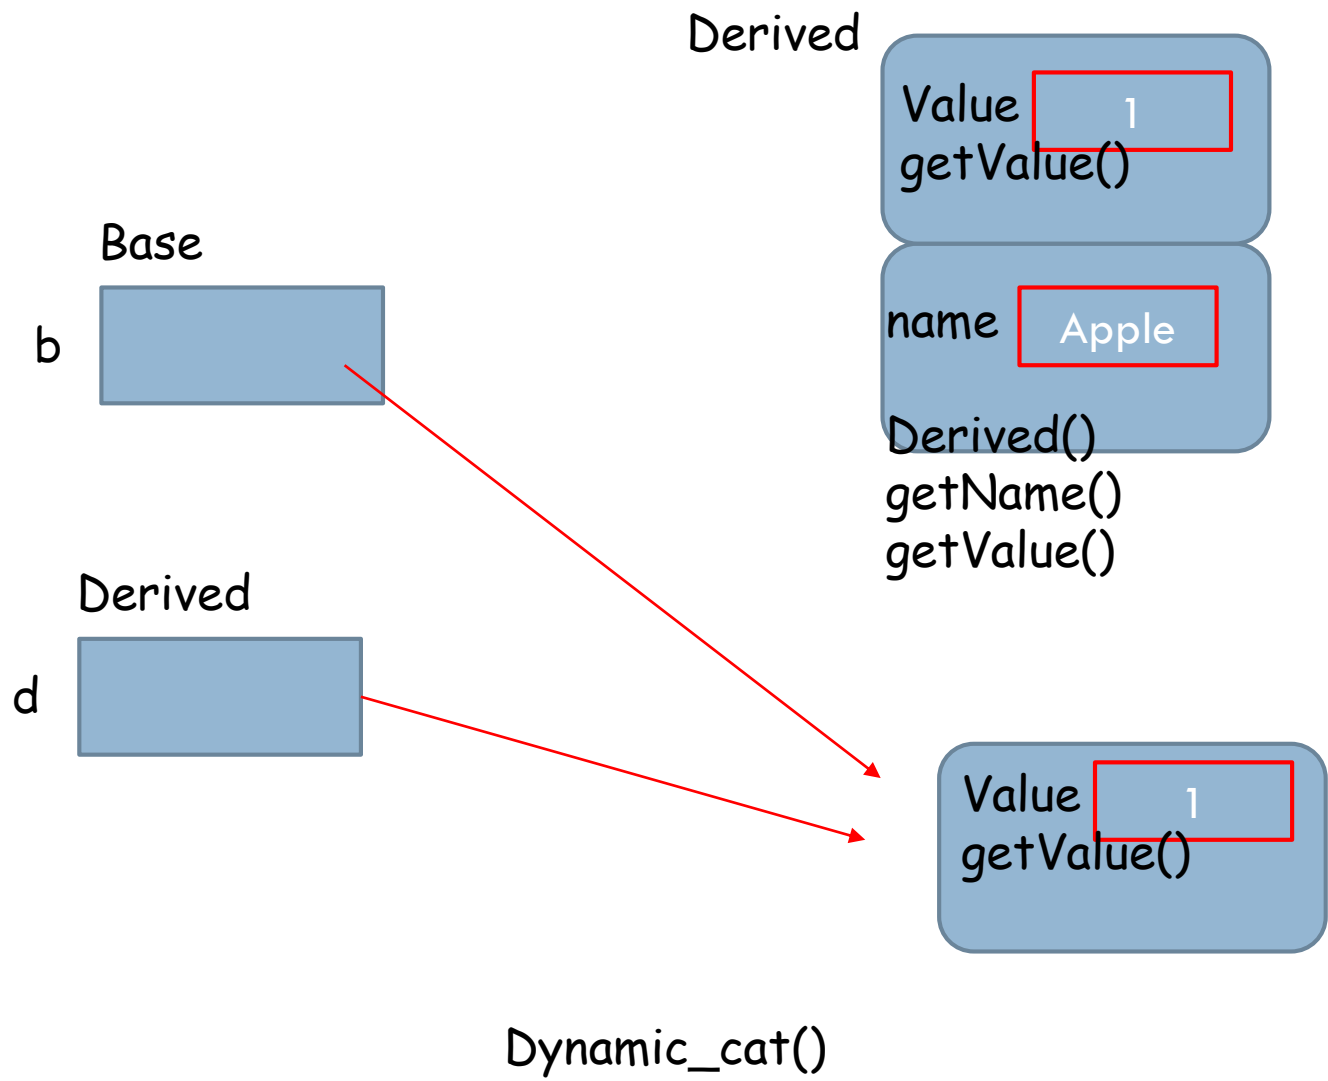 Derived
Value 1
getValue()
Base
b
name Apple
Derived()
getName()
getValue()
Derived
d
Value 1
getValue()
Dynamic_cat()